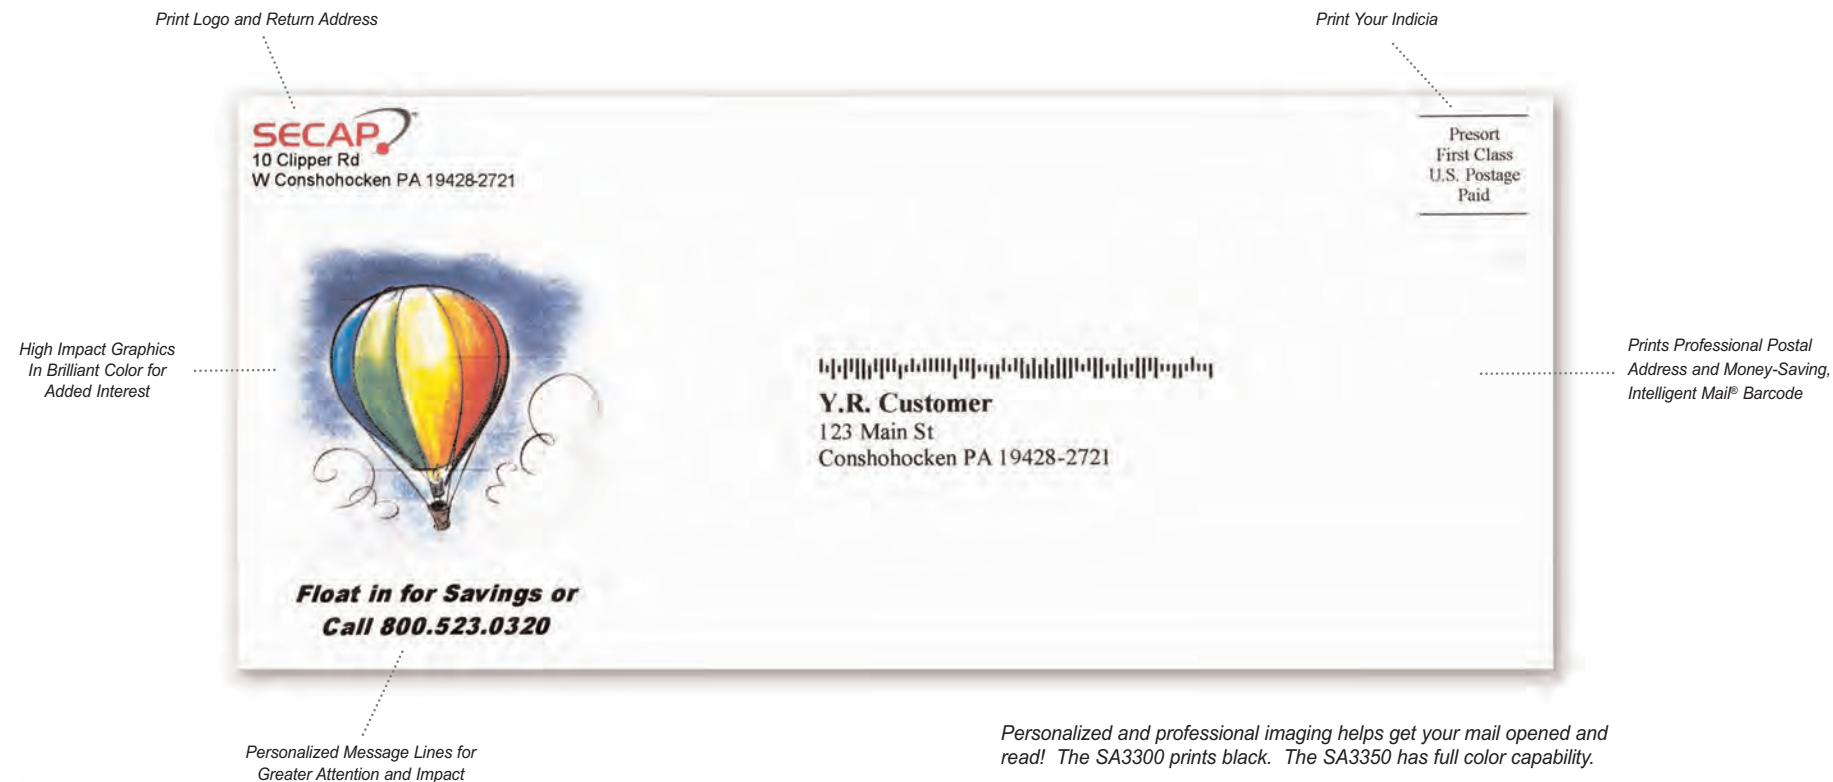 Print Logo and Return Address
Print Your Indicia
SECAP
10 Clipper Rd
W Conshohocken PA 19428-2721
Presort
First Class
U.S. Postage
Paid
High Impact Graphics
In Brilliant Color for
Added Interest
Y.R. Customer
123 Main St
Conshohocken PA 19428-2721
Prints Professional Postal
Address and Money-Saving,
Intelligent Mail® Barcode
Float in for Savings or
Call 800.523.0320
Personalized Message Lines for
Greater Attention and Impact
Personalized and professional imaging helps get your mail opened and
read! The SA3300 prints black. The SA3350 has full color capability.